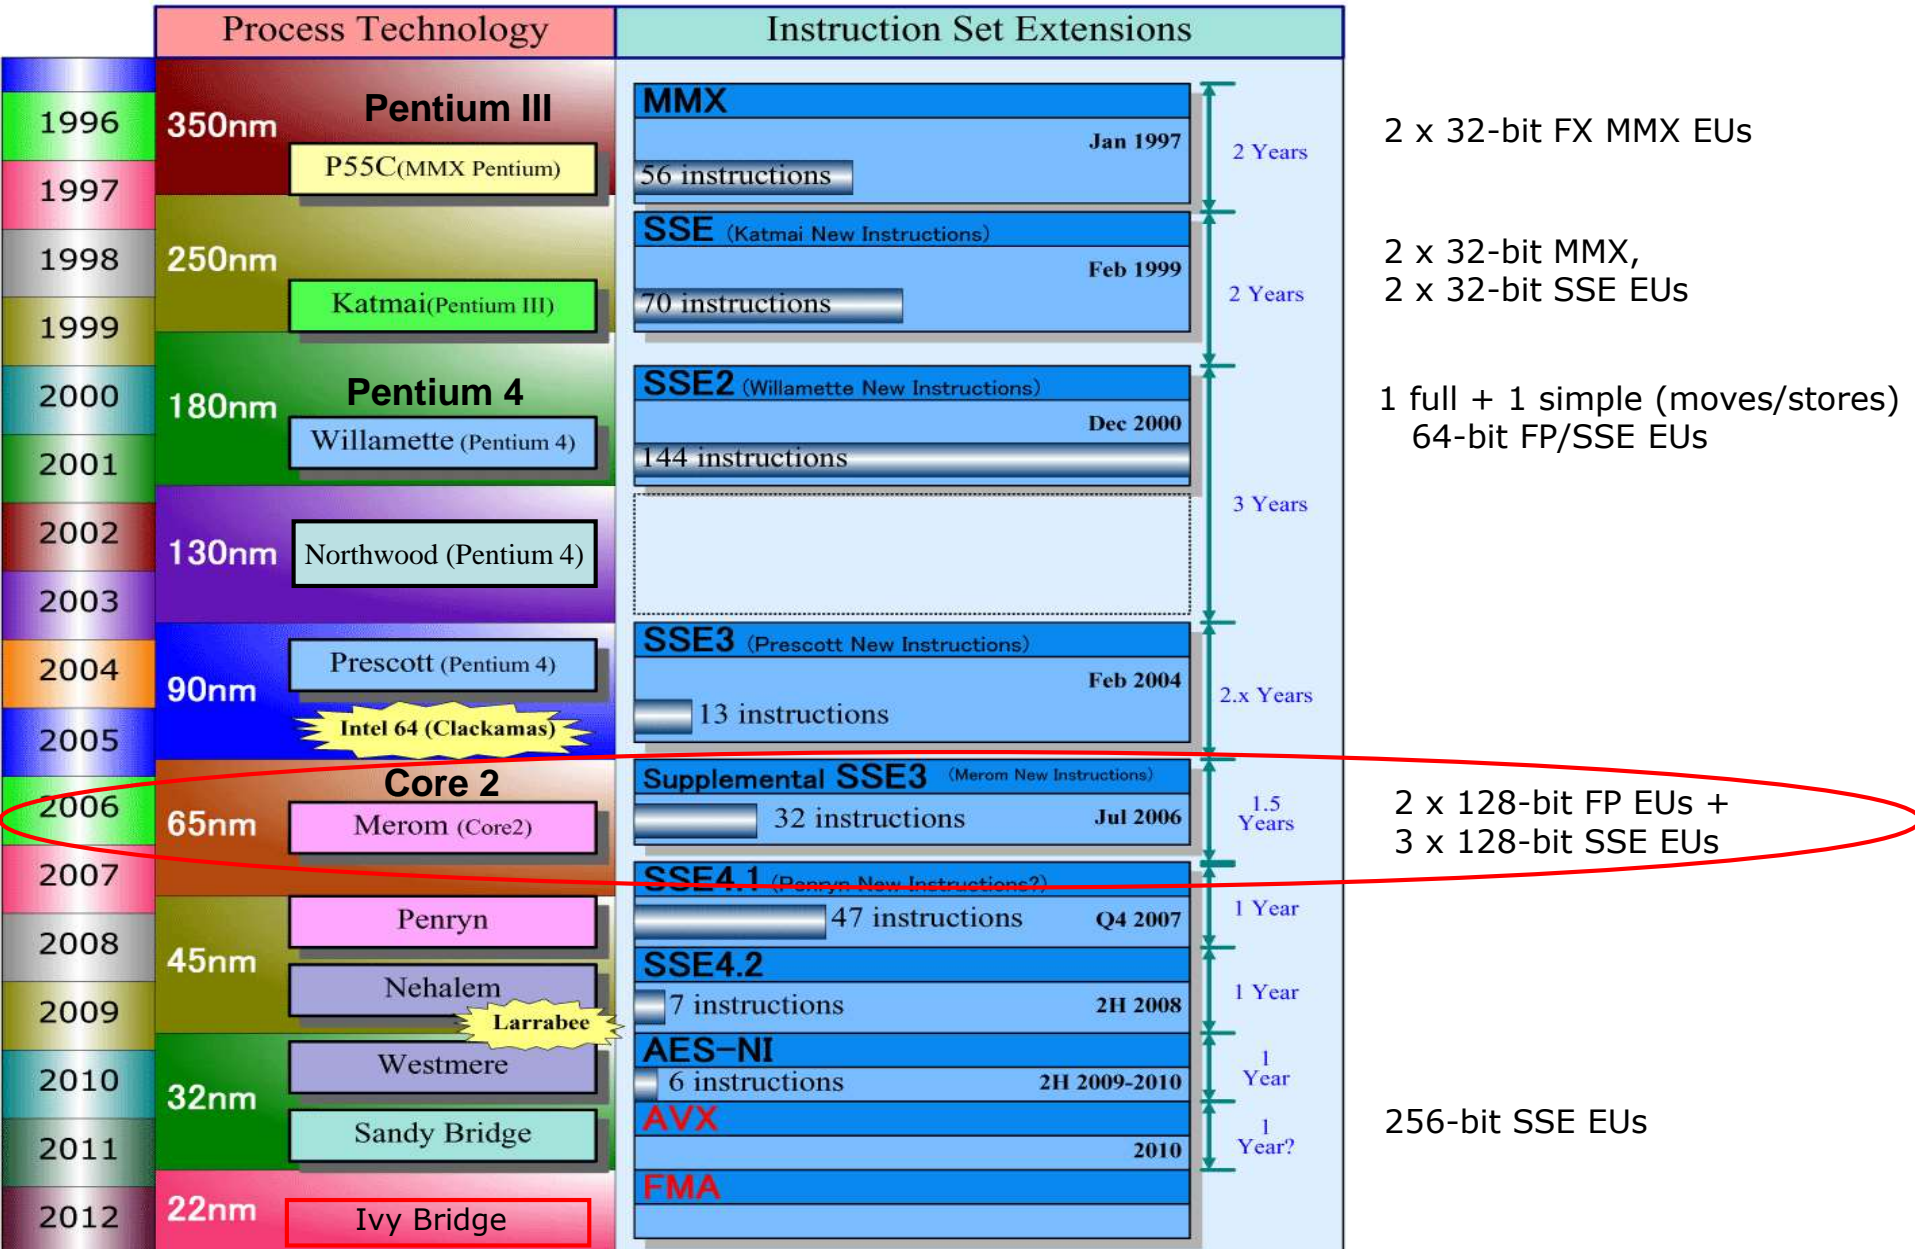 Process Technology
Instruction Set Extensions
1996
1997
1998
1999
2000
2001
2002
2003
2004
2005
2006
2007
2008
2009
2010
2011
2012
350nm
Pentium III
P55C(MMX Pentium)
250nm
Katmai(Pentium III)
180nm
Pentium 4
Willamette (Pentium 4)
130nm
Northwood (Pentium 4)
90nm
Prescott (Pentium 4)
Intel 64 (Clackamas)
65nm
Core 2
Merom (Core2)
45nm
Penryn
Nehalem
Larrabee
32nm
Westmere
Sandy Bridge
22nm
Ivy Bridge
MMX
Jan 1997
56 instructions
SSE (Katmai New Instructions)
Feb 1999
70 instructions
SSE2 (Willamette New Instructions)
Dec 2000
144 instructions
SSE3 (Prescott New Instructions)
Feb 2004
13 instructions
Supplemental SSE3 (Merom New Instructions)
32 instructions
Jul 2006
SSE4.1 (Penryn New Instructions?)
47 instructions
Q4 2007
SSE4.2
7 instructions
2H 2008
AES-NI
6 instructions
2H 2009-2010
AVX
2010
FMA
2 Years
2 Years
3 Years
2.x Years
1.5
Years
1 Year
1 Year
1
Year
1
Year?
2 x 32-bit FX MMX EUs
2 x 32-bit MMX,
2 x 32-bit SSE EUs
1 full + 1 simple (moves/stores)
64-bit FP/SSE EUs
2 x 128-bit FP EUs +
3 x 128-bit SSE EUs
256-bit SSE EUs